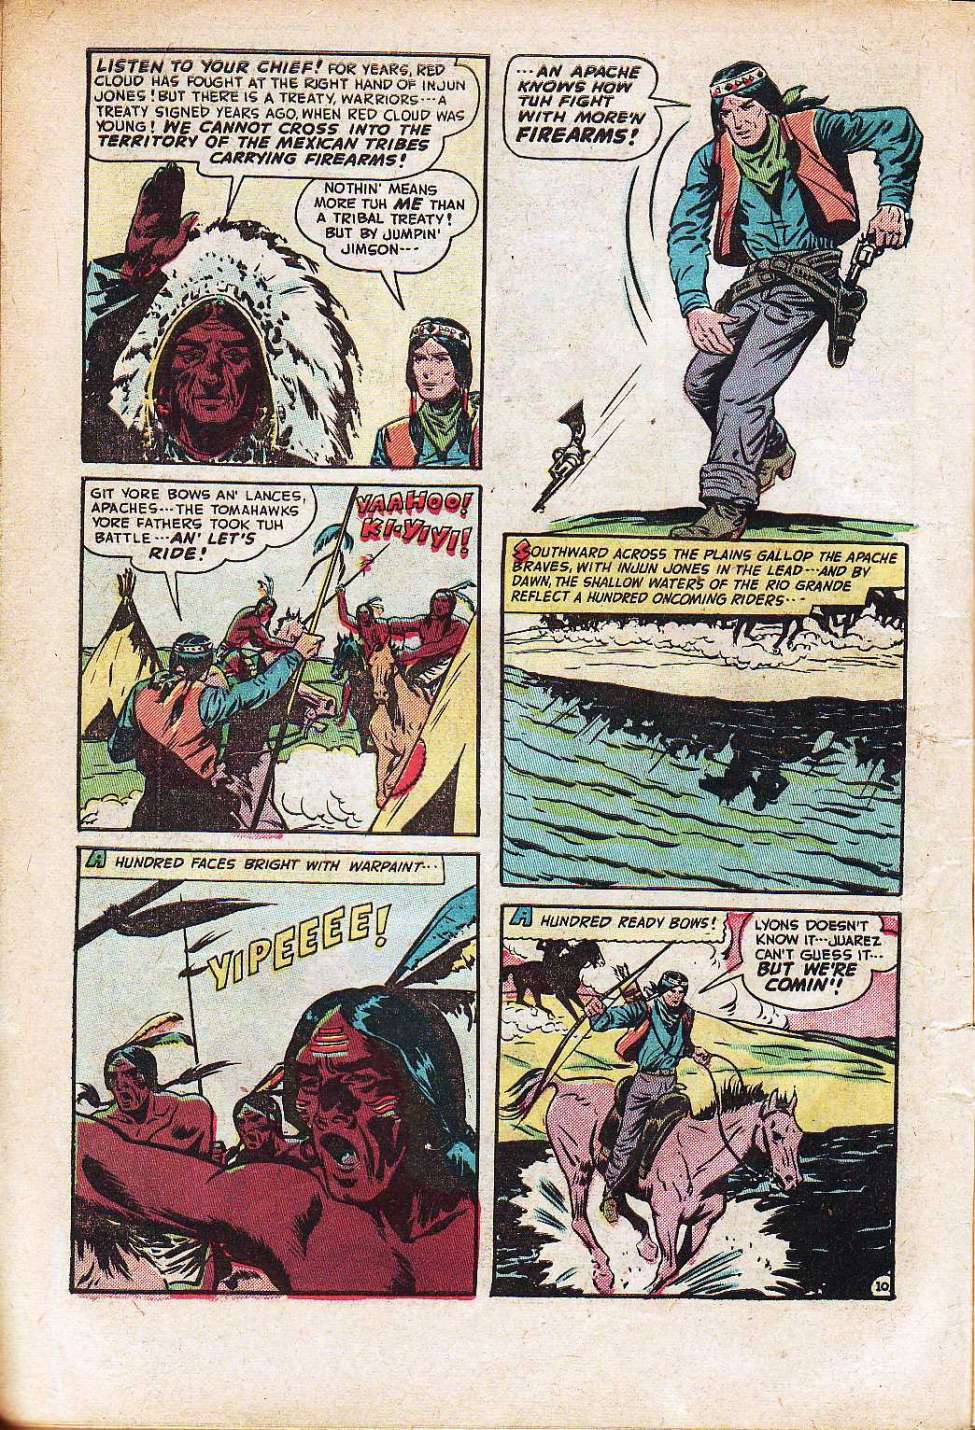 LISTEN TO YOUR CHIEF! FOR YEARS, RED
CLOUD HAS FOUGHT AT THE RIGHT HAND OF INJUN
JONES! BUT THERE IS A TREATY, WARRIORS---A
TREATY SIGNED YEARS AGO, WHEN RED CLOUD WAS
YOUNG! WE CANNOT CROSS INTO THE
TERRITORY OF THE MEXICAN TRIBES
CARRYING FIREARMS!
NOTHIN' MEANS
MORE TUH ME THAN
A TRIBAL TREATY!
BUT BY JUMPIN'
JIMSON---
---AN APACHE
KNOWS HOW
TUH FIGHT
WITH MORE'N
FIREARMS!
GIT YORE BOWS AN' LANCES,
APACHES---THE TOMAHAWKS
YORE FATHERS TOOK TUH
BATTLE---AN' LET'S
RIDE!
YAAHOO!
KI-YIYI!
SOUTHWARD ACROSS THE PLAINS GALLOP THE APACHE
BRAVES, WITH INJUN JONES IN THE LEAD---AND BY
DAWN, THE SHALLOW WATERS OF THE RIO GRANDE
REFLECT A HUNDRED ONCOMING RIDERS---
A HUNDRED FACES BRIGHT WITH WARPAINT---
YIPEEEE!
A HUNDRED READY BOWS!
LYONS DOESN'T
KNOW IT---JUAREZ
CAN'T GUESS IT---
BUT WE'RE
COMIN'!
10